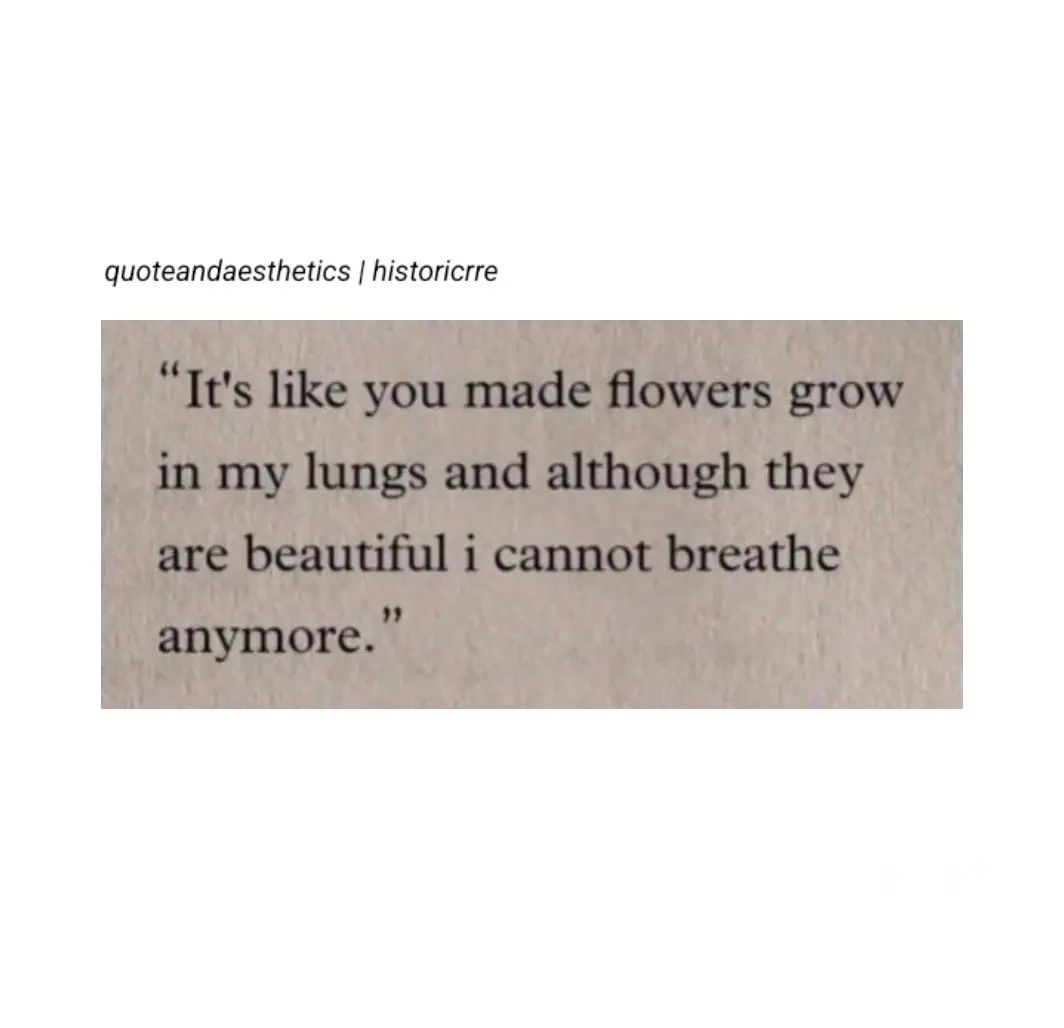 quoteandaesthetics | historicrre
“It's like you made flowers grow
in my lungs and although they
are beautiful i cannot breathe
anymore.”